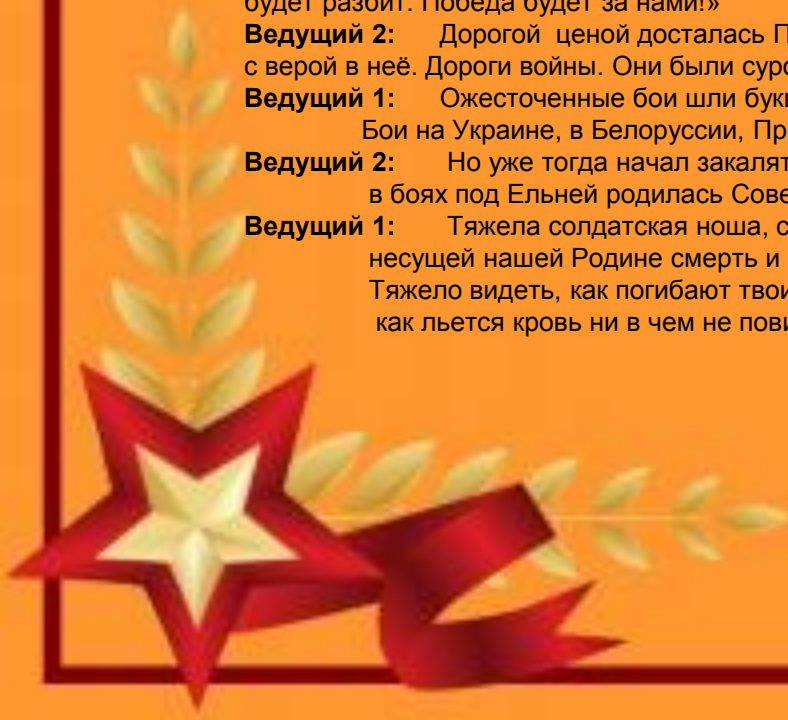 будет разбит. Победа будет за нами!»
Ведущий 2: Дорогой ценой досталась П
с верой в неё. Дороги войны. Они были суро
Ведущий 1: Ожесточенные бои шли букв
Бои на Украине, в Белоруссии, Пр
Ведущий 2: Но уже тогда начал закалят
в боях под Ельней родилась Сове
Ведущий 1: Тяжела солдатская ноша, с
несущей нашей Родине смерть и
Тяжело видеть, как погибают твои
как льется кровь ни в чем не пови